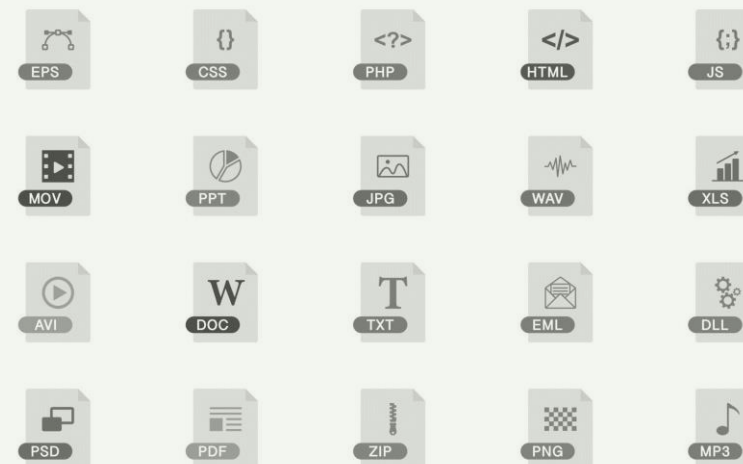 {} <?> </> {;}
EPS CSS PHP HTML JS
MOV PPT JPG WAV XLS
W T
AVI DOC TXT EML DLL
PSD PDF ZIP PNG MP3